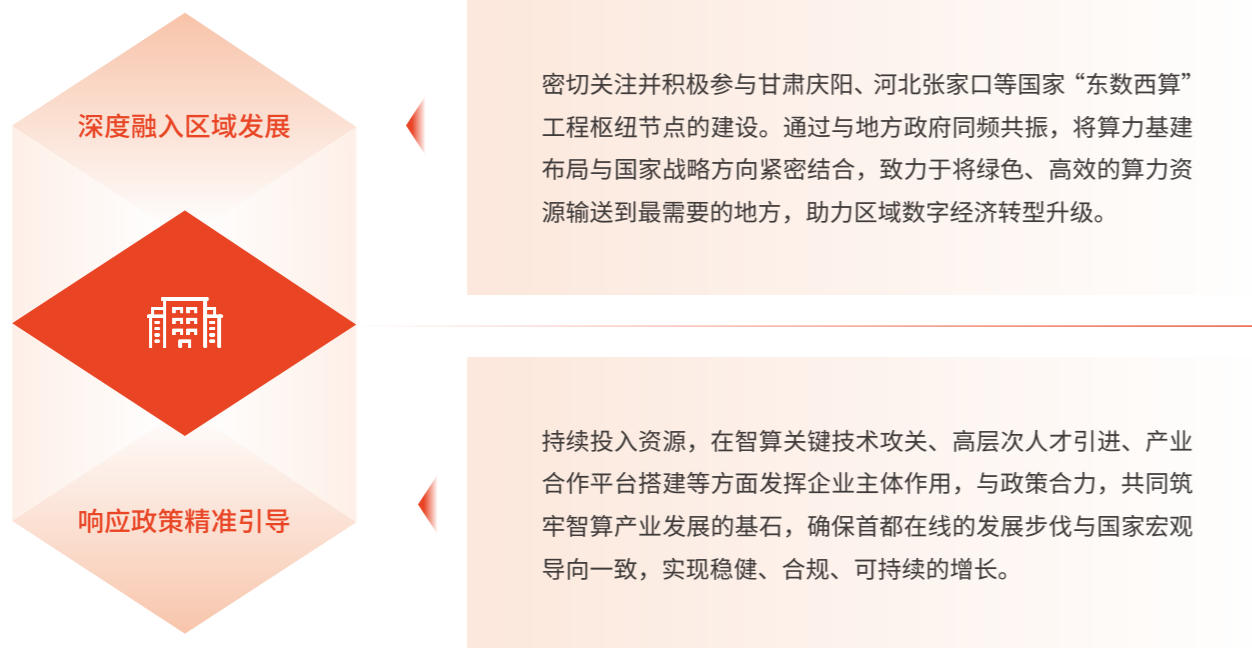 深度融入区域发展
密切关注并积极参与甘肃庆阳、河北张家口等国家“东数西算”
工程枢纽节点的建设。通过与地方政府同频共振，将算力基建
布局与国家战略方向紧密结合，致力于将绿色、高效的算力资
源输送到最需要的地方，助力区域数字经济转型升级。
响应政策精准引导
持续投入资源，在智算关键技术攻关、高层次人才引进、产业
合作平台搭建等方面发挥企业主体作用，与政策合力，共同筑
牢智算产业发展的基石，确保首都在线的发展步伐与国家宏观
导向一致，实现稳健、合规、可持续的增长。